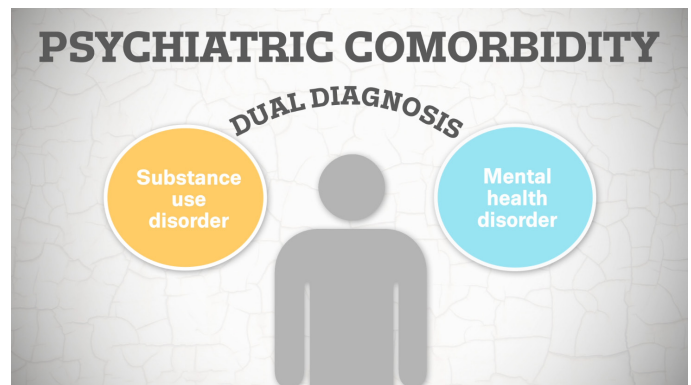 PSYCHIATRIC COMORBIDITY
DUAL DIAGNOSIS
Substance
use
disorder
Mental
health
disorder